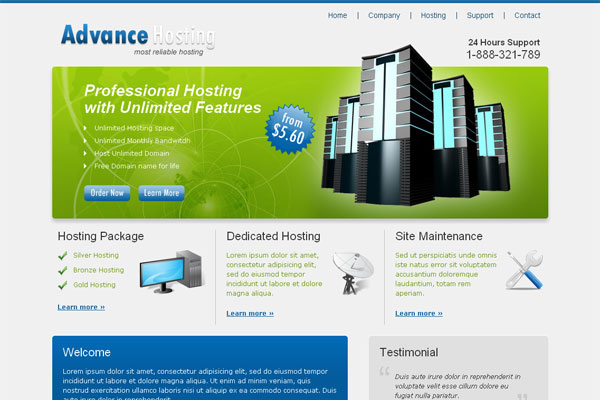 Home | Company | Hosting | Support | Contact
Advance Hosting
most reliable hosting
24 Hours Support
1-888-321-789
Professional Hosting
with Unlimited Features
Unlimited Hosting space
Unlimited Monthly Bandwitdh
Host Unlimited Domain
Free Domain name for life
Order Now
Learn More
from
$5.60
Hosting Package
Silver Hosting
Bronze Hosting
Gold Hosting
Learn more »
Dedicated Hosting
Lorem ipsum dolor sit amet,
consectetur adipisicing elit,
sed do eiusmod tempor
incididunt ut labore et dolore
magna aliqua.
Learn more »
Site Maintenance
Sed ut perspiciatis unde omnis
iste natus error sit voluptatem
accusantium doloremque
laudantium, totam rem
aperiam.
Learn more »
Welcome
Lorem ipsum dolor sit amet, consectetur adipisicing elit, sed do eiusmod tempor
incididunt ut labore et dolore magna aliqua. Ut enim ad minim veniam, quis
nostrud exercitation ullamco laboris nisi ut aliquip ex ea commodo consequat. Duis
aute irure dolor in reprehenderit
Testimonial
Duis aute irure dolor in reprehenderit in
voluptate velit esse cillum dolore eu
fugiat nulla pariatur.